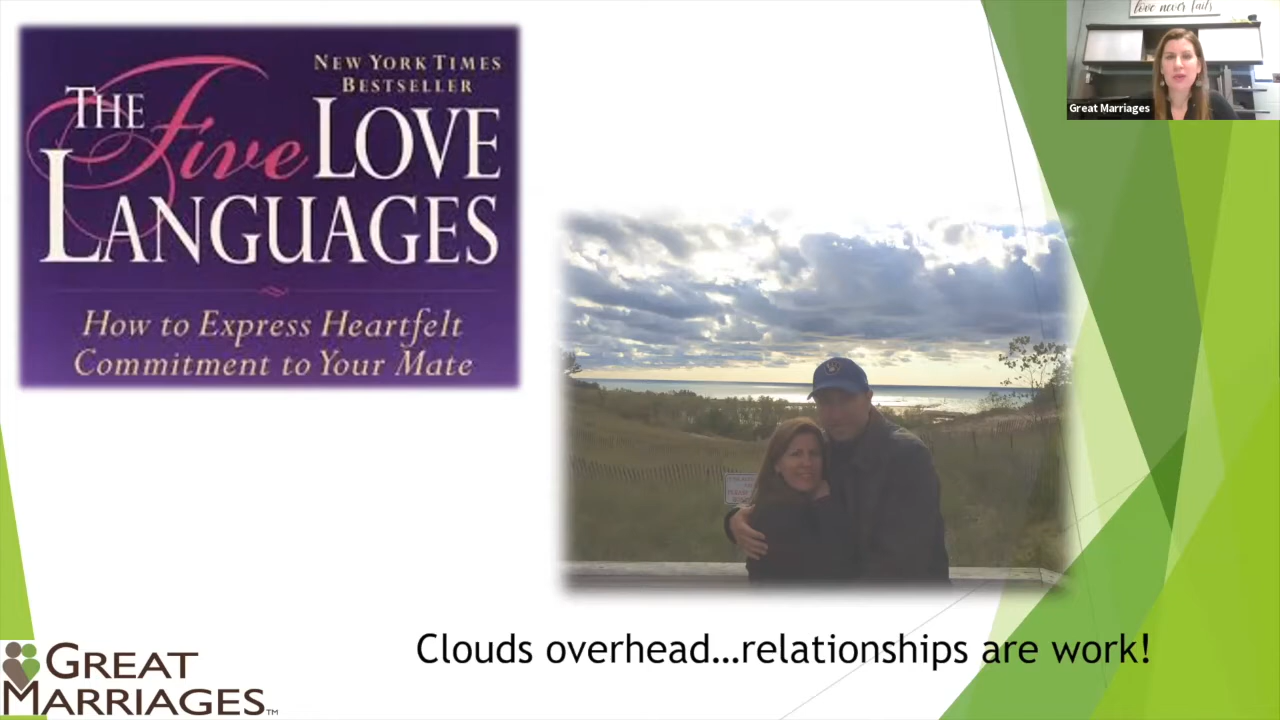 THE Five LOVE
LANGUAGES
NEW YORK TIMES
BESTSELLER
How to Express Heartfelt
Commitment to Your Mate
love never fails
Great Marriages
Clouds overhead…relationships are work!
GREAT
MARRIAGES™